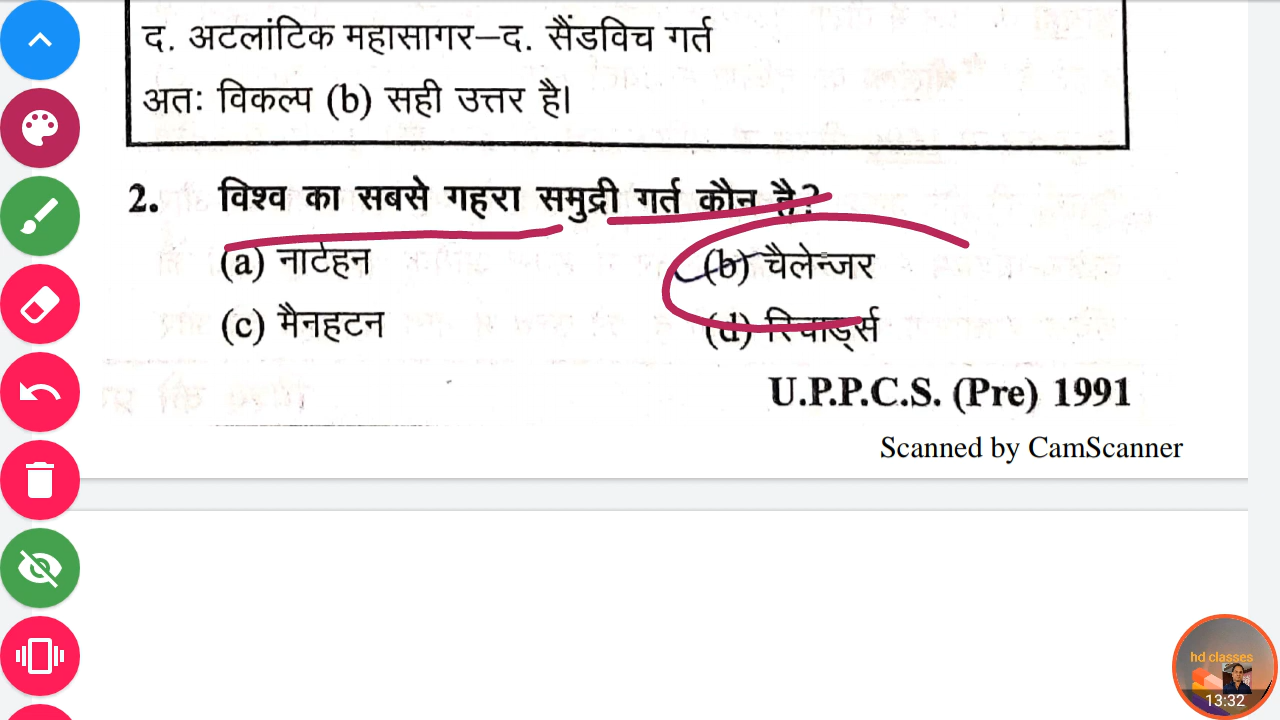 द. अटलांटिक महासागर–द. सैंडविच गर्त
अतः विकल्प (b) सही उत्तर है।
2. विश्व का सबसे गहरा समुद्री गर्त कौन है?
(a) नाटेहन (b) चैलेन्जर
(c) मैनहटन (d) रिचार्ड्स
U.P.P.C.S. (Pre) 1991
Scanned by CamScanner
hd classes
13:32